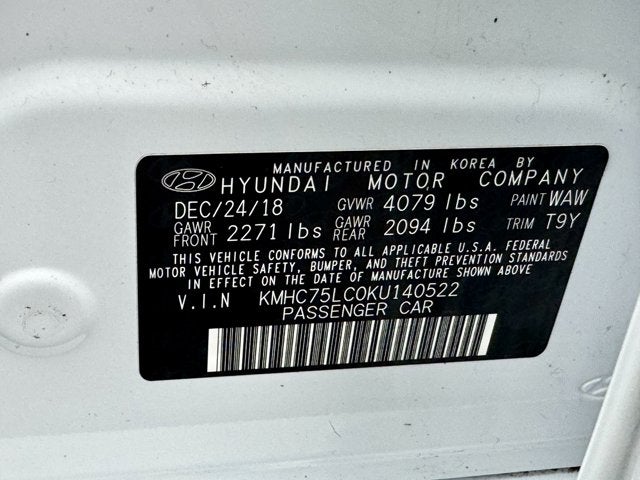 MANUFACTURED IN KOREA BY
HYUNDAI MOTOR COMPANY
DEC/24/18 GVWR 4079 lbs PAINT WAW
GAWR FRONT 2271 lbs GAWR REAR 2094 lbs TRIM T9Y
THIS VEHICLE CONFORMS TO ALL APPLICABLE U.S.A. FEDERAL
MOTOR VEHICLE SAFETY, BUMPER, AND THEFT PREVENTION STANDARDS
IN EFFECT ON THE DATE OF MANUFACTURE SHOWN ABOVE
V.I.N KMHC75LC0KU140522
PASSENGER CAR